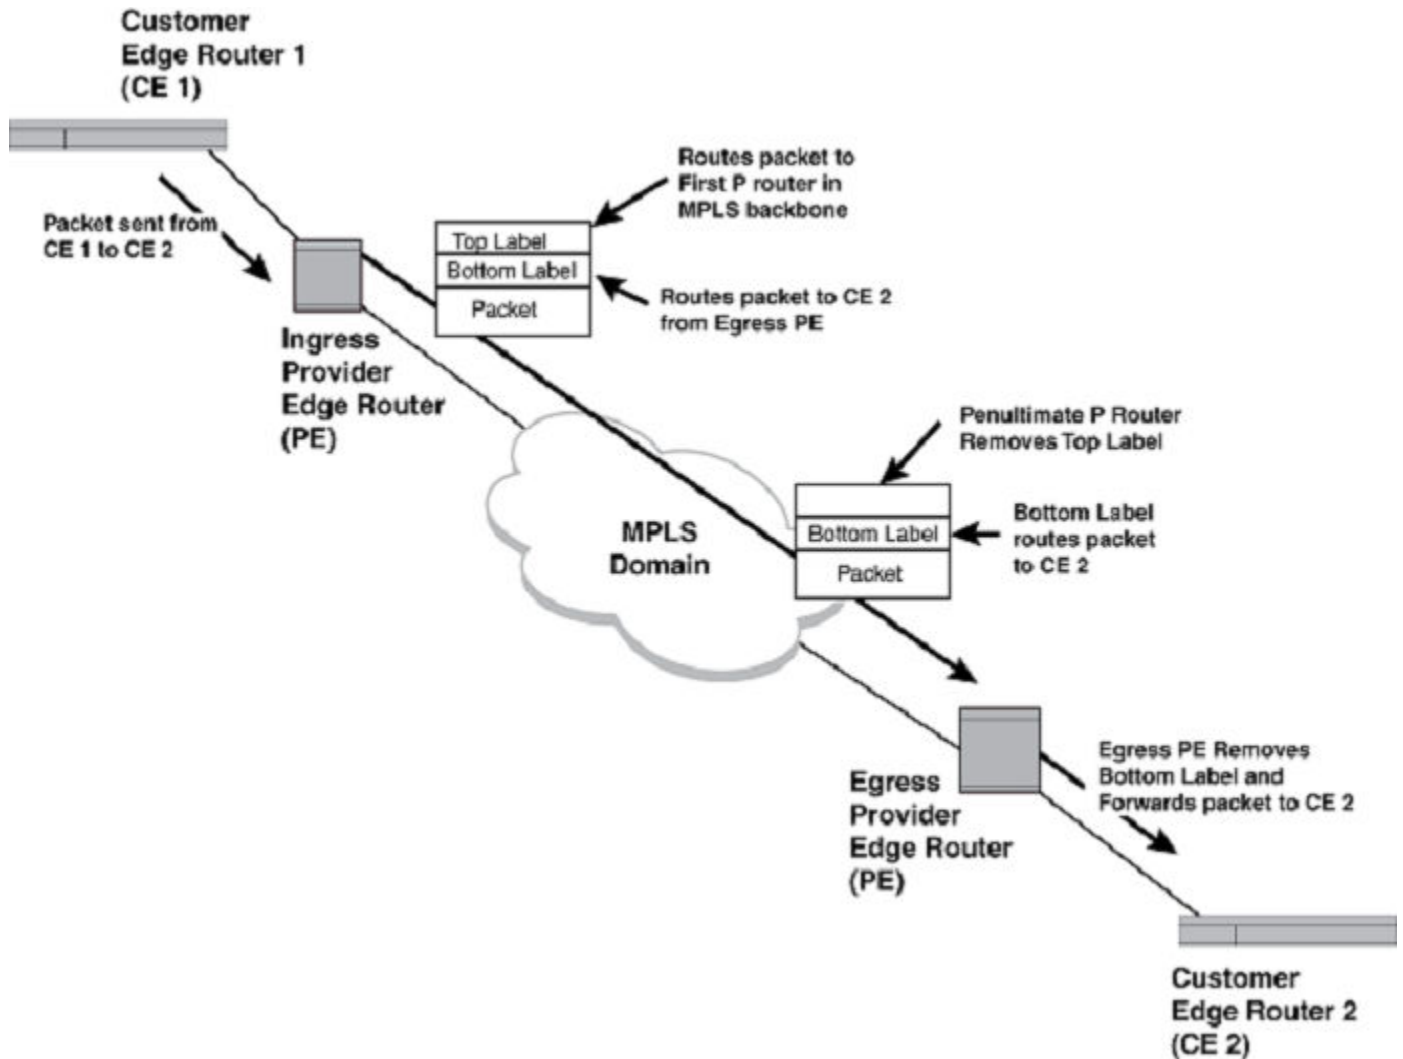 Customer
Edge Router 1
(CE 1)
Packet sent from
CE 1 to CE 2
Routes packet to
First P router in
MPLS backbone
Top Label
Bottom Label
Packet
Routes packet to CE 2
from Egress PE
Ingress
Provider
Edge Router
(PE)
Penultimate P Router
Removes Top Label
MPLS
Domain
Bottom Label
Packet
Bottom Label
routes packet
to CE 2
Egress
Provider
Edge Router
(PE)
Egress PE Removes
Bottom Label and
Forwards packet to CE 2
Customer
Edge Router 2
(CE 2)